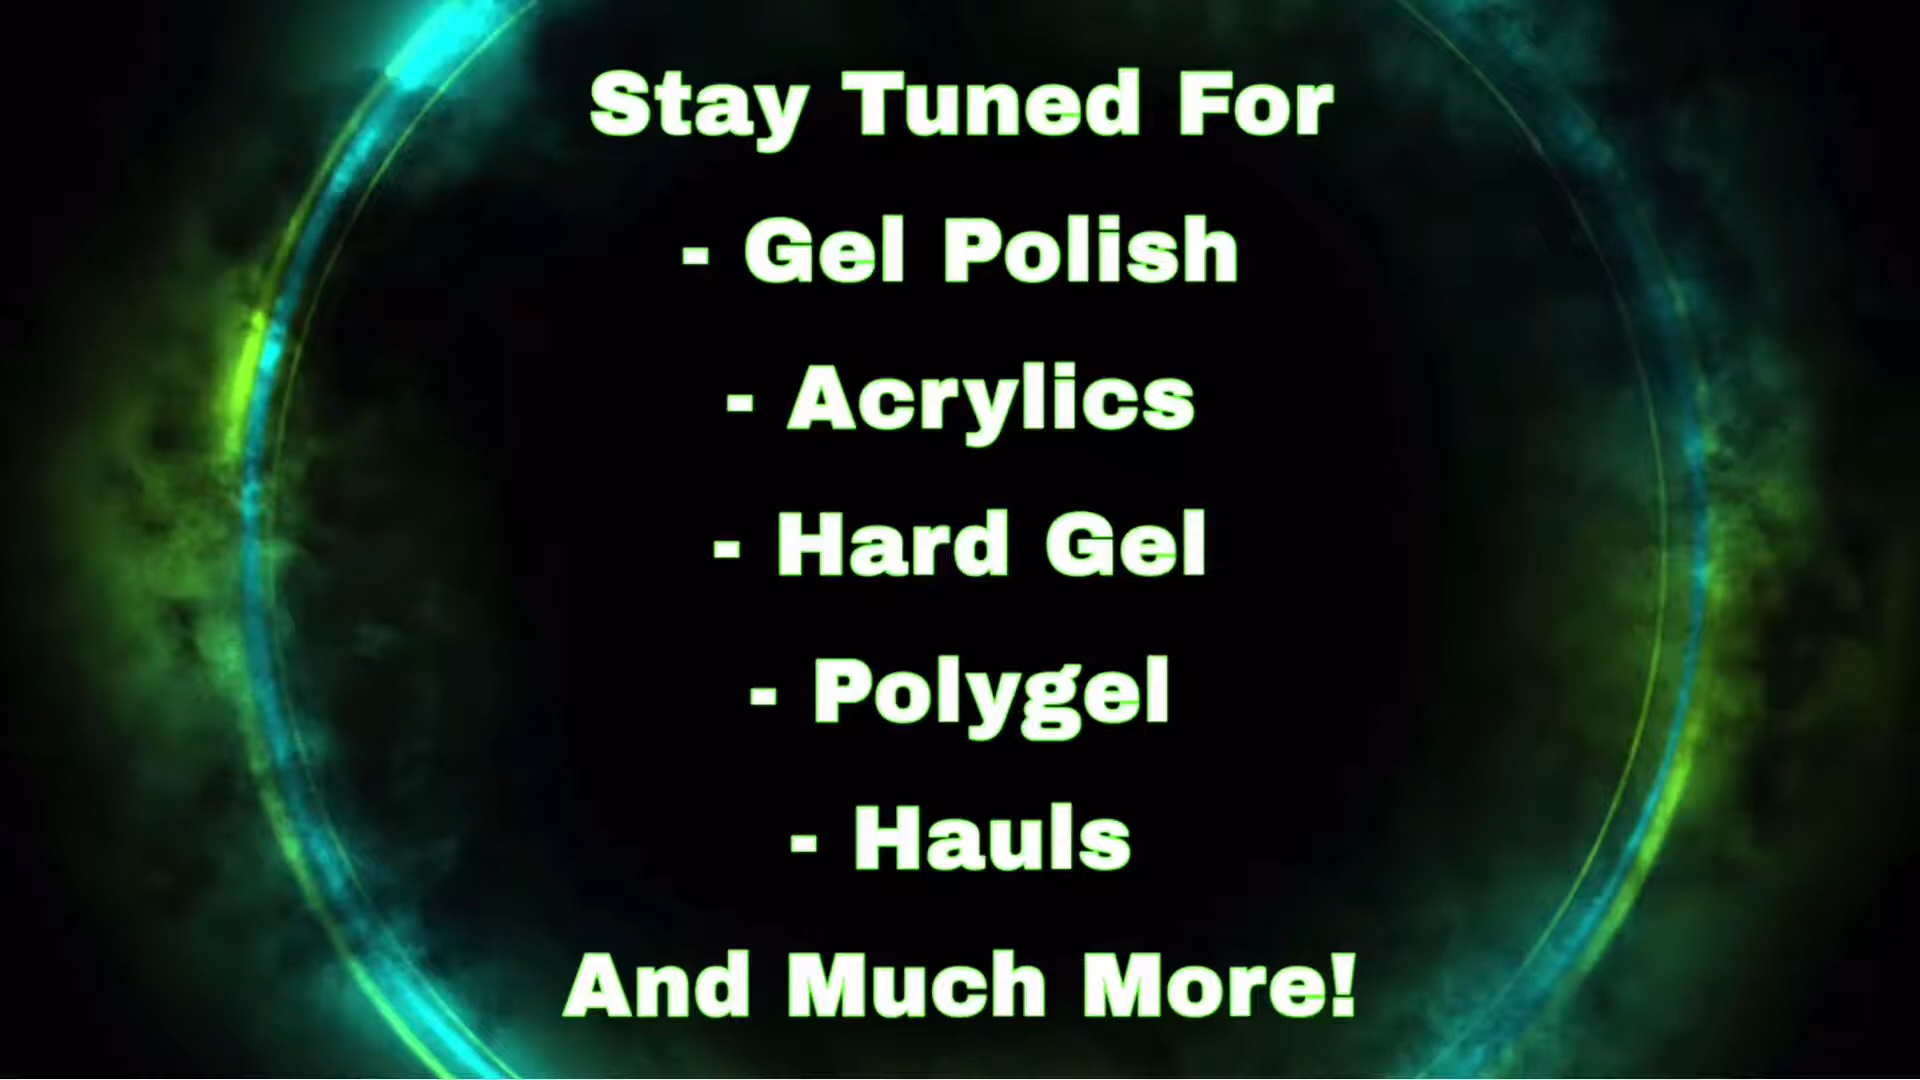 Stay Tuned For
- Gel Polish
- Acrylics
- Hard Gel
- Polygel
- Hauls
And Much More!